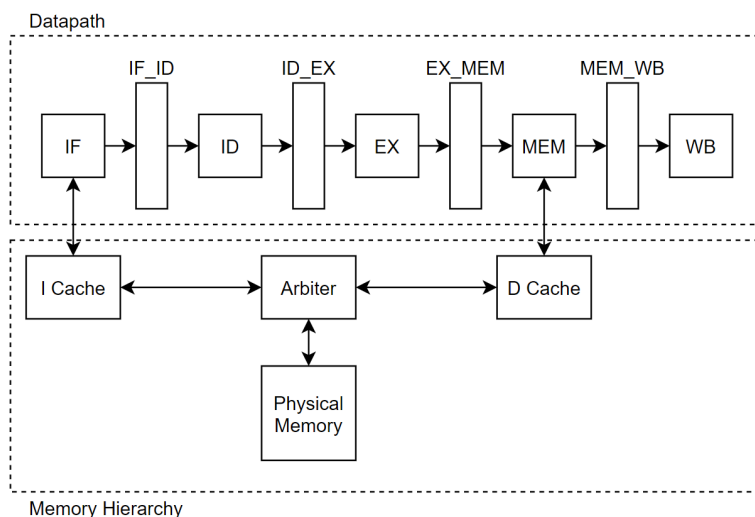 Datapath
IF_ID
ID_EX
EX_MEM
MEM_WB
IF
ID
EX
MEM
WB
I Cache
Arbiter
D Cache
Physical
Memory
Memory Hierarchy